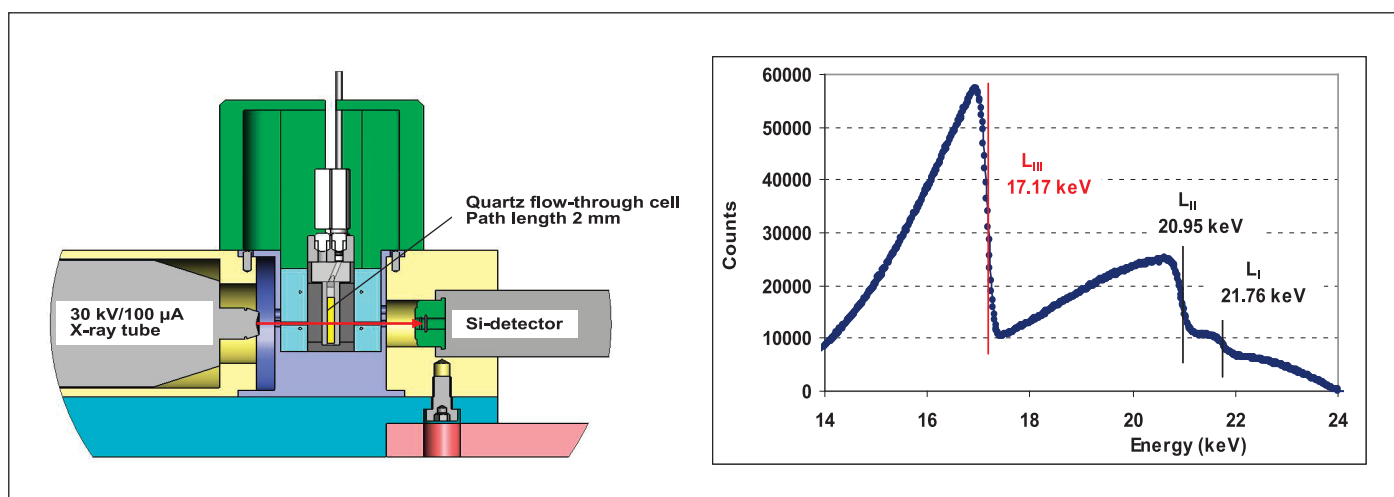 Quartz flow-through cell
Path length 2 mm
30 kV/100 µA
X-ray tube
Si-detector
60000
50000
40000
30000
20000
10000
0
Counts
L_III
17.17 keV
L_II
20.95 keV
L_I
21.76 keV
14 16 18 20 22 24
Energy (keV)